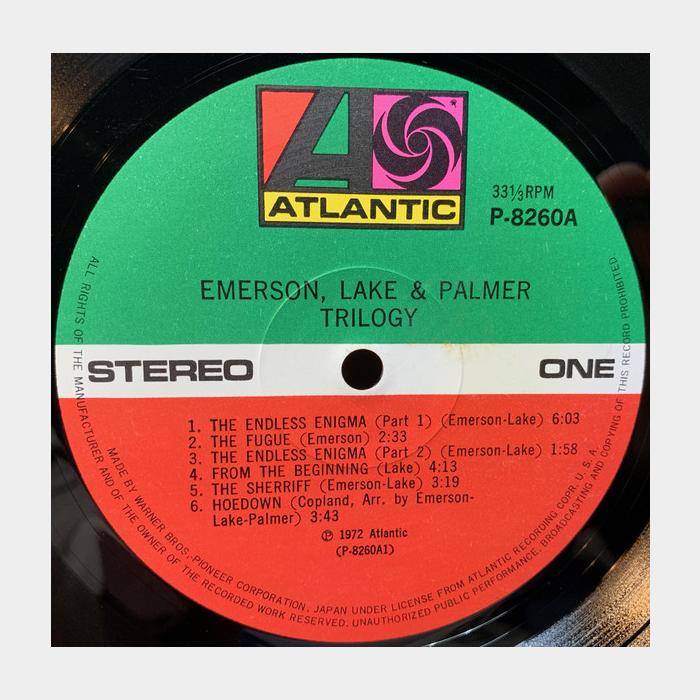 ATLANTIC
33⅓RPM
P-8260A
EMERSON, LAKE & PALMER
TRILOGY
STEREO
ONE
1. THE ENDLESS ENIGMA (Part 1) (Emerson-Lake) 6:03
2. THE FUGUE (Emerson) 2:33
3. THE ENDLESS ENIGMA (Part 2) (Emerson-Lake) 1:58
4. FROM THE BEGINNING (Lake) 4:13
5. THE SHERRIFF (Emerson-Lake) 3:19
6. HOEDOWN (Copland, Arr. by Emerson-
Lake-Palmer) 3:43
℗ 1972 Atlantic
(P-8260A1)
MADE BY WARNER BROS.-PIONEER CORPORATION, JAPAN UNDER LICENSE FROM ATLANTIC RECORDING COPR. U. S. A.
ALL RIGHTS OF THE MANUFACTURER AND OF THE OWNER OF THE RECORDED WORK RESERVED. UNAUTHORIZED PUBLIC PERFORMANCE, BROADCASTING AND COPYING OF THIS RECORD PROHIBITED